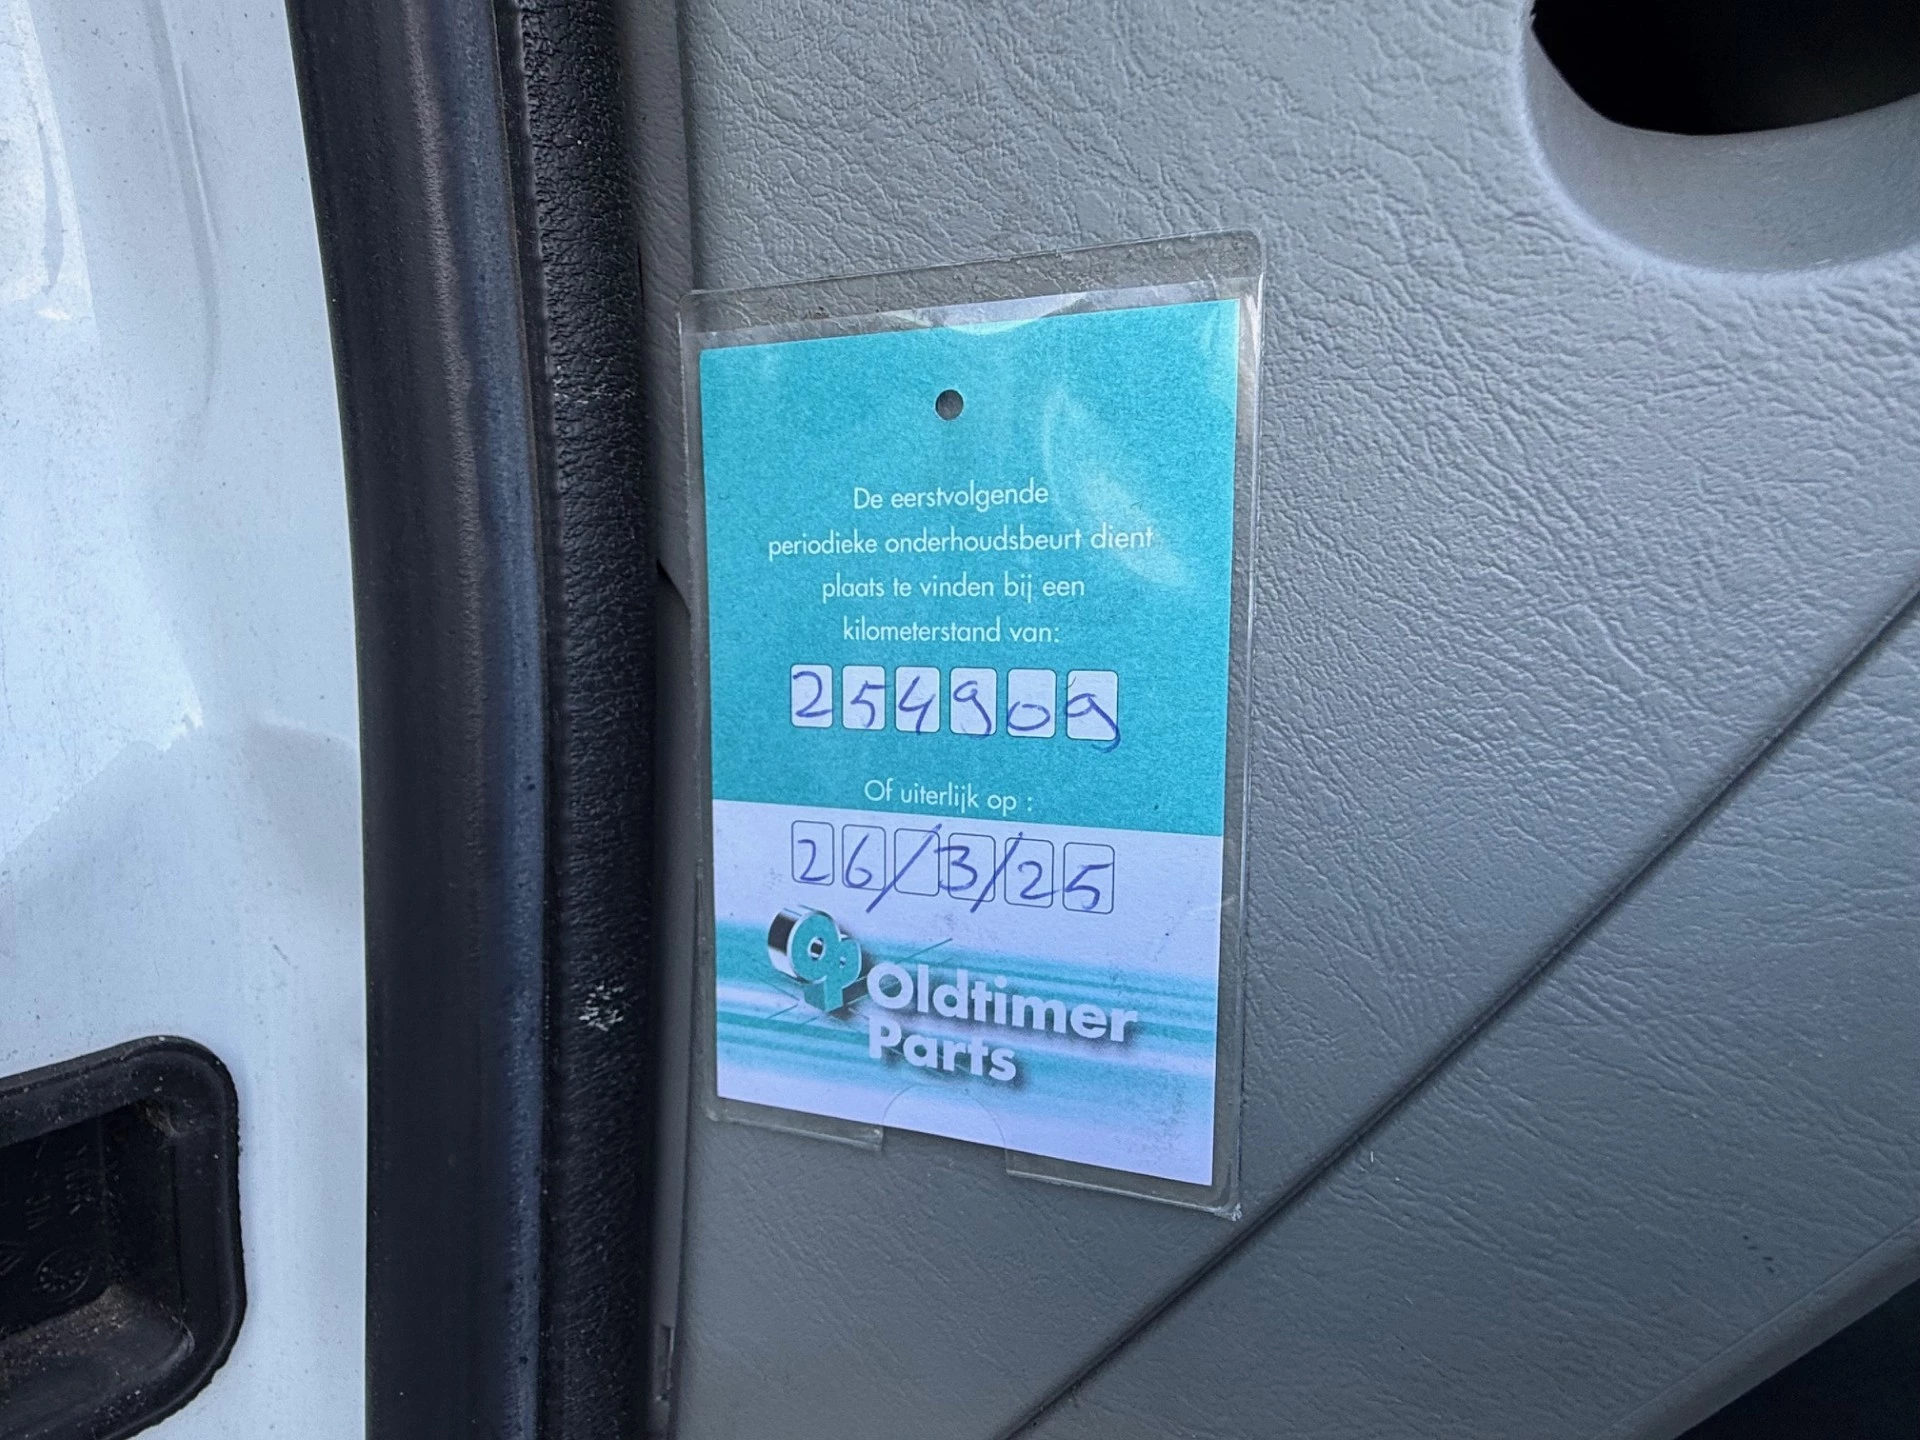 De eerstvolgende
periodieke onderhoudsbeurt dient
plaats te vinden bij een
kilometerstand van:
254909
Of uiterlijk op :
26/3/25
Op Oldtimer
Parts